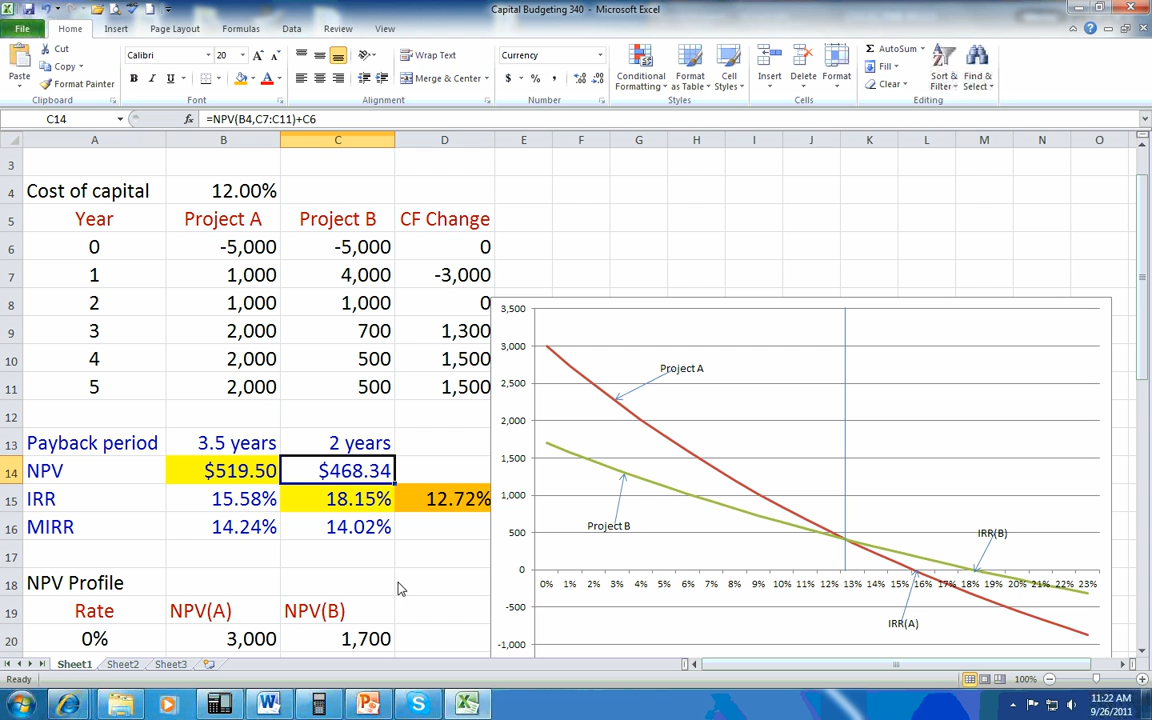 Capital Budgeting 340 - Microsoft Excel
File Home Insert Page Layout Formulas Data Review View
Paste Cut Copy Format Painter Clipboard
Calibri 20 B I U A A A Font
Wrap Text Merge & Center Alignment
Currency $ % , Number
Conditional Formatting Format as Table Cell Styles Styles
Insert Delete Format Cells
Σ AutoSum Fill Clear Sort & Filter Find & Select Editing
C14 fx =NPV(B4,C7:C11)+C6
A B C D E F G H I J K L M N O
3
4 Cost of capital 12.00%
5 Year Project A Project B CF Change
6 0 -5,000 -5,000 0
7 1 1,000 4,000 -3,000
8 2 1,000 1,000 0
9 3 2,000 700 1,300
10 4 2,000 500 1,500
11 5 2,000 500 1,500
12
13 Payback period 3.5 years 2 years
14 NPV $519.50 $468.34
15 IRR 15.58% 18.15% 12.72%
16 MIRR 14.24% 14.02%
17
18 NPV Profile
19 Rate NPV(A) NPV(B)
20 0% 3,000 1,700
3,500
3,000
2,500
2,000
1,500
1,000
500
0
-500
-1,000
Project A
Project B
IRR(B)
0% 1% 2% 3% 4% 5% 6% 7% 8% 9% 10% 11% 12% 13% 14% 15% 16% 17% 18% 19% 20% 21% 22% 23%
IRR(A)
Sheet1 Sheet2 Sheet3
Ready 100%
11:22 AM
9/26/2011